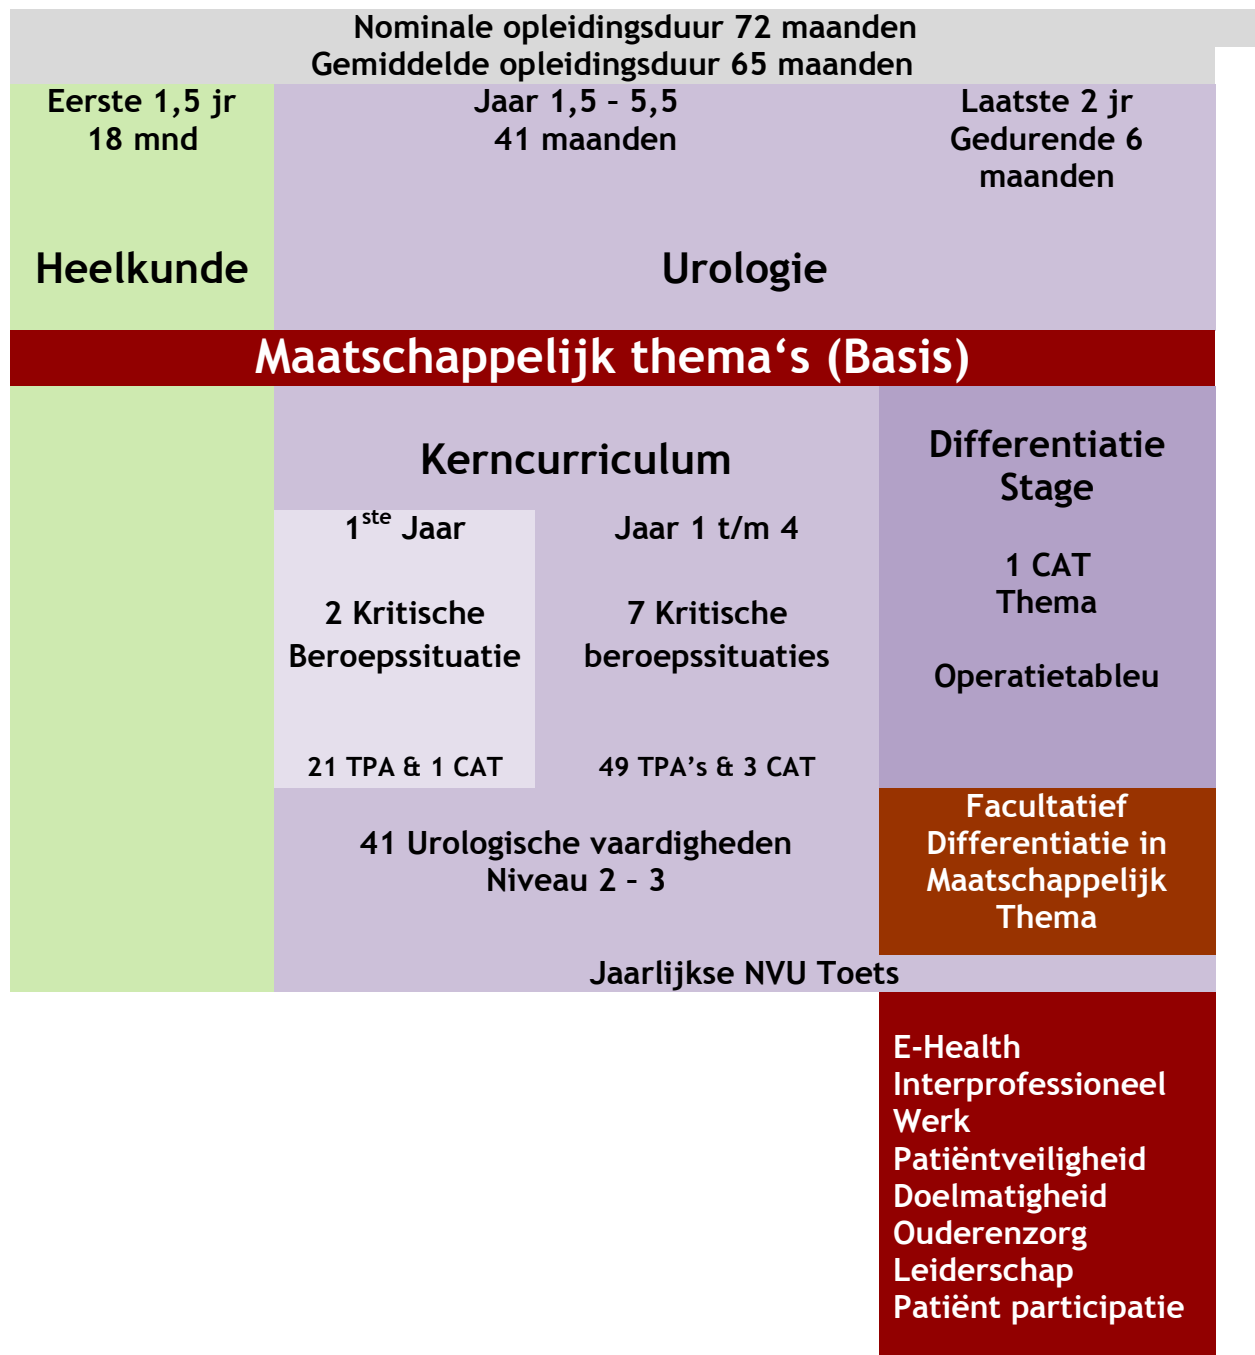 Nominale opleidingsduur 72 maanden
Gemiddelde opleidingsduur 65 maanden
Eerste 1,5 jr
18 mnd
Jaar 1,5 – 5,5
41 maanden
Laatste 2 jr
Gedurende 6
maanden
Heelkunde
Urologie
Maatschappelijk thema‘s (Basis)
Kerncurriculum
1ste Jaar
2 Kritische
Beroepssituatie
21 TPA & 1 CAT
Jaar 1 t/m 4
7 Kritische
beroepssituaties
49 TPA’s & 3 CAT
41 Urologische vaardigheden
Niveau 2 – 3
Differentiatie
Stage
1 CAT
Thema
Operatietableu
Facultatief
Differentiatie in
Maatschappelijk
Thema
Jaarlijkse NVU Toets
E-Health
Interprofessioneel
Werk
Patiëntveiligheid
Doelmatigheid
Ouderenzorg
Leiderschap
Patiënt participatie